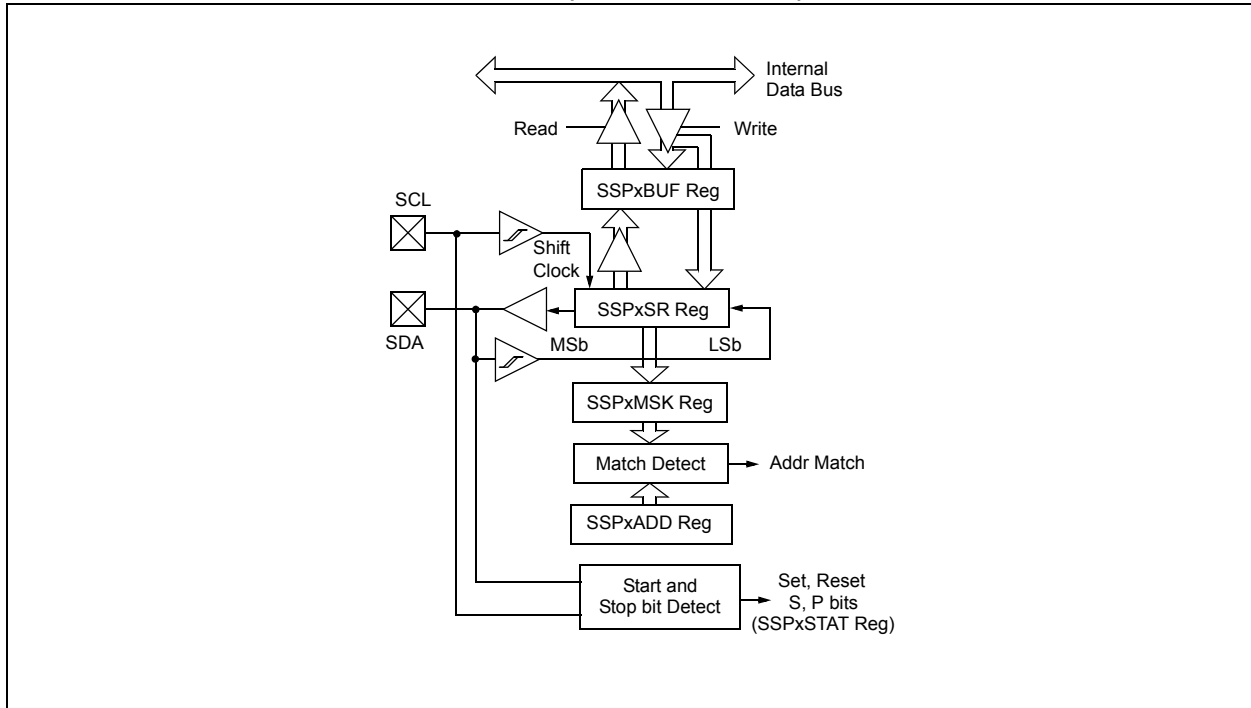 Internal
Data Bus
Read
Write
SSPxBUF Reg
SCL
Shift
Clock
SSPxSR Reg
SDA
MSb
LSb
SSPxMSK Reg
Match Detect
Addr Match
SSPxADD Reg
Start and
Stop bit Detect
Set, Reset
S, P bits
(SSPxSTAT Reg)